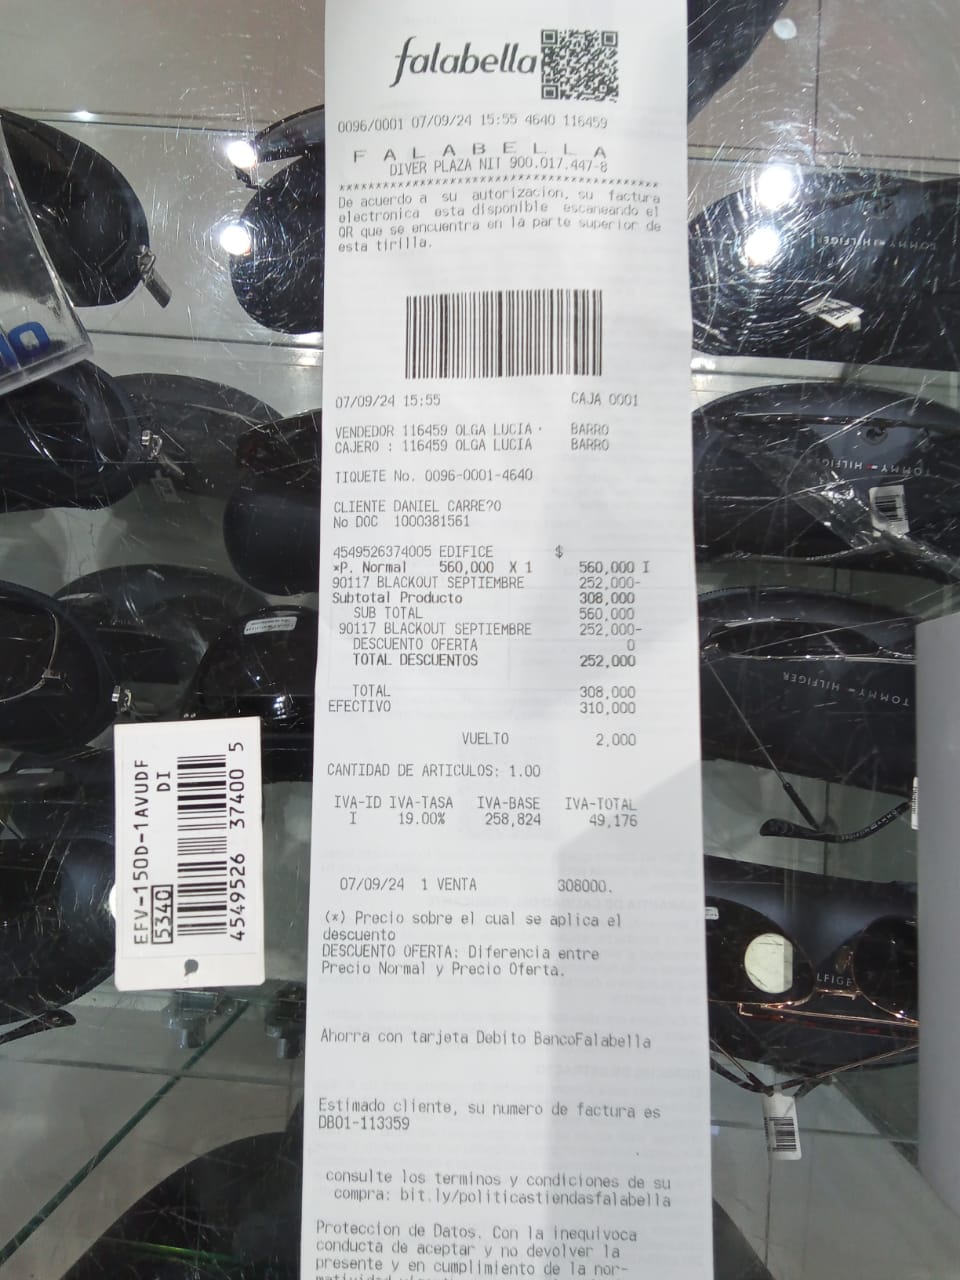 falabella
0096/0001 07/09/24 15:55 4640 116459
F A L A B E L L A
DIVER PLAZA NIT 900.017.447-8
****************************************
De acuerdo a su autorizacion, su factura
electronica esta disponible escaneando el
QR que se encuentra en la parte superior de
esta tirilla.
07/09/24 15:55 CAJA 0001
VENDEDOR 116459 OLGA LUCIA · BARRO
CAJERO : 116459 OLGA LUCIA BARRO
TIQUETE No. 0096-0001-4640
CLIENTE DANIEL CARRE?O
No DOC 1000381561
4549526374005 EDIFICE $
*P. Normal 560,000 X 1 560,000 I
90117 BLACKOUT SEPTIEMBRE 252,000-
Subtotal Producto 308,000
SUB TOTAL 560,000
90117 BLACKOUT SEPTIEMBRE 252,000-
DESCUENTO OFERTA 0
TOTAL DESCUENTOS 252,000
TOTAL 308,000
EFECTIVO 310,000
VUELTO 2,000
CANTIDAD DE ARTICULOS: 1.00
IVA-ID IVA-TASA IVA-BASE IVA-TOTAL
I 19.00% 258,824 49,176
07/09/24 1 VENTA 308000.
(*) Precio sobre el cual se aplica el
descuento
DESCUENTO OFERTA: Diferencia entre
Precio Normal y Precio Oferta.
Ahorra con tarjeta Debito BancoFalabella
Estimado cliente, su numero de factura es
DB01-113359
consulte los terminos y condiciones de su
compra: bit.ly/politicastiendasfalabella
Proteccion de Datos. Con la inequivoca
conducta de aceptar y no devolver la
presente y en cumplimiento de la nor-
EFV-150D-1AVUDF
DI
5340
4549526 37400 5
TOMMY HILFIGER
TOMMY HILFIGER
TOMMY HILFIGER
LFIGE